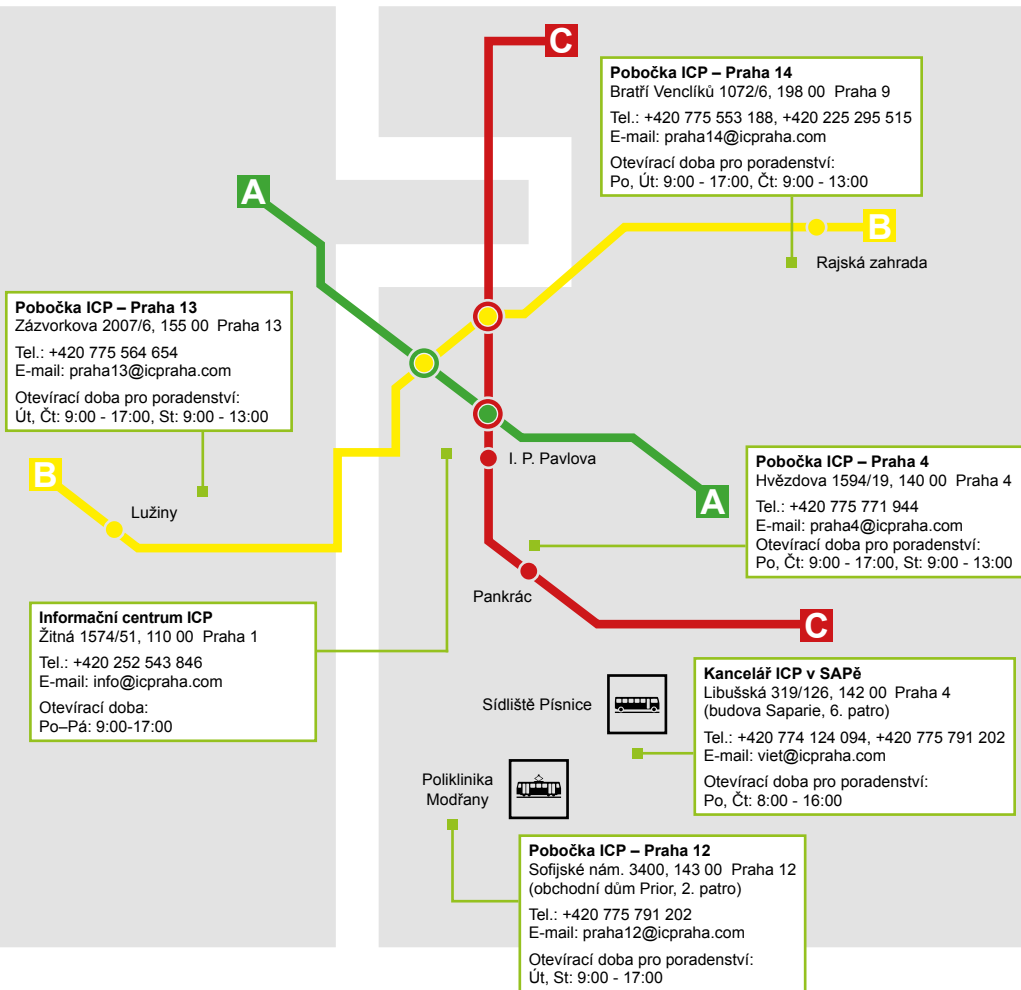 C
Pobočka ICP – Praha 14
Bratří Venclíků 1072/6, 198 00  Praha 9
Tel.: +420 775 553 188, +420 225 295 515
E-mail: praha14@icpraha.com
Otevírací doba pro poradenství:
Po, Út: 9:00 - 17:00, Čt: 9:00 - 13:00
A
B
Rajská zahrada
Pobočka ICP – Praha 13
Zázvorkova 2007/6, 155 00  Praha 13
Tel.: +420 775 564 654
E-mail: praha13@icpraha.com
Otevírací doba pro poradenství:
Út, Čt: 9:00 - 17:00, St: 9:00 - 13:00
B
Lužiny
I. P. Pavlova
A
Pobočka ICP – Praha 4
Hvězdova 1594/19, 140 00  Praha 4
Tel.: +420 775 771 944
E-mail: praha4@icpraha.com
Otevírací doba pro poradenství:
Po, Čt: 9:00 - 17:00, St: 9:00 - 13:00
Pankrác
C
Informační centrum ICP
Žitná 1574/51, 110 00  Praha 1
Tel.: +420 252 543 846
E-mail: info@icpraha.com
Otevírací doba:
Po–Pá: 9:00-17:00
Sídliště Písnice
Kancelář ICP v SAPě
Libušská 319/126, 142 00  Praha 4
(budova Saparie, 6. patro)
Tel.: +420 774 124 094, +420 775 791 202
E-mail: viet@icpraha.com
Otevírací doba pro poradenství:
Po, Čt: 8:00 - 16:00
Poliklinika
Modřany
Pobočka ICP – Praha 12
Sofijské nám. 3400, 143 00  Praha 12
(obchodní dům Prior, 2. patro)
Tel.: +420 775 791 202
E-mail: praha12@icpraha.com
Otevírací doba pro poradenství:
Út, St: 9:00 - 17:00